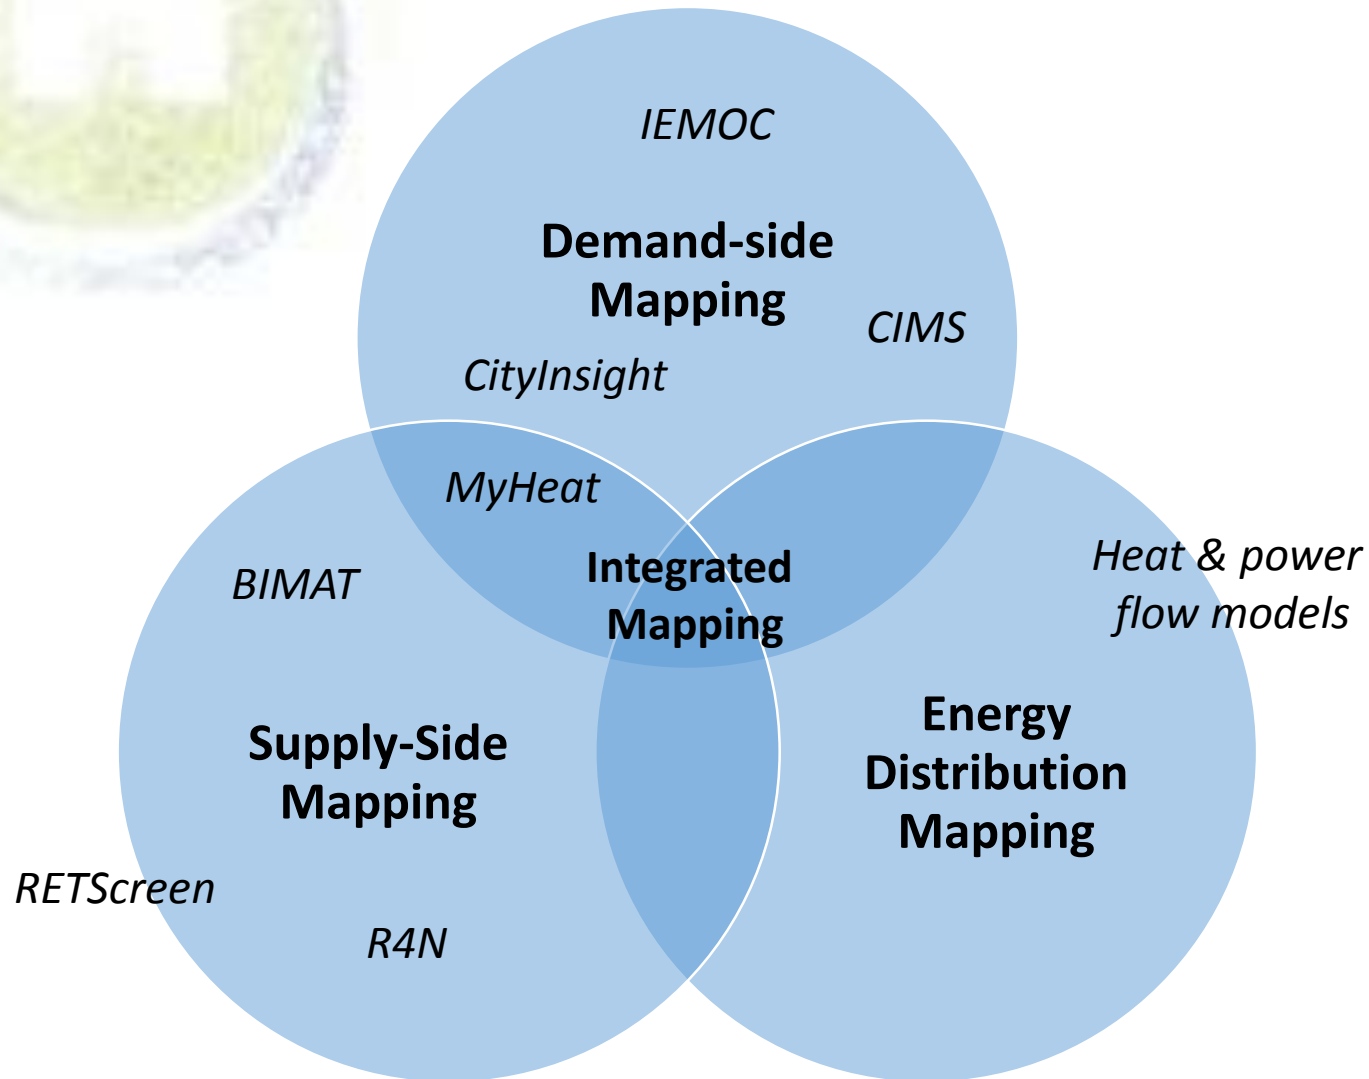 IEMOC
Demand-side
Mapping
CIMS
CityInsight
MyHeat
Integrated
Mapping
BIMAT
Heat & power
flow models
Supply-Side
Mapping
Energy
Distribution
Mapping
RETScreen
R4N